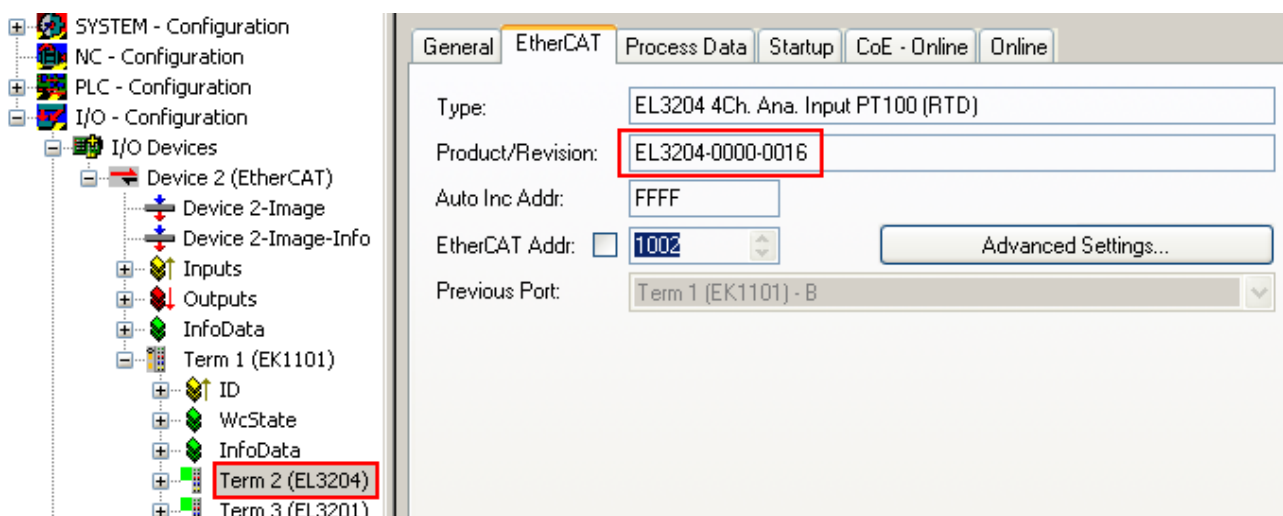 SYSTEM - Configuration
NC - Configuration
PLC - Configuration
I/O - Configuration
I/O Devices
Device 2 (EtherCAT)
Device 2-Image
Device 2-Image-Info
Inputs
Outputs
InfoData
Term 1 (EK1101)
ID
WcState
InfoData
Term 2 (EL3204)
Term 3 (EL3201)
General EtherCAT Process Data Startup CoE - Online Online
Type: EL3204 4Ch. Ana. Input PT100 (RTD)
Product/Revision: EL3204-0000-0016
Auto Inc Addr: FFFF
EtherCAT Addr: 1002 Advanced Settings...
Previous Port: Term 1 (EK1101) - B